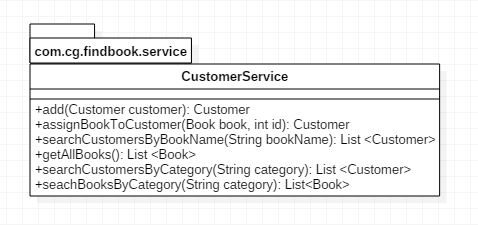 com.cg.findbook.service
CustomerService
+add(Customer customer): Customer
+assignBookToCustomer(Book book, int id): Customer
+searchCustomersByBookName(String bookName): List <Customer>
+getAllBooks(): List <Book>
+searchCustomersByCategory(String category): List <Customer>
+seachBooksByCategory(String category): List<Book>